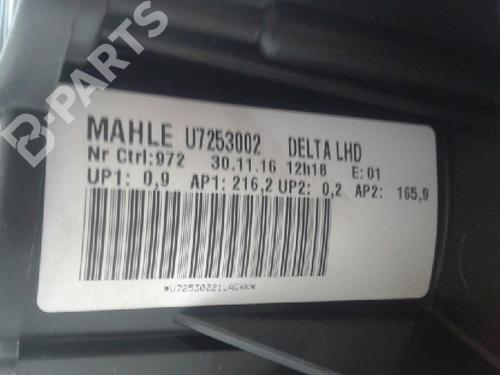 B-PARTS
MAHLE U7253002 DELTA LHD
Nr Ctrl:972 30.11.16 12h18 E:01
UP1: 0,9 AP1: 216,2 UP2: 0,2 AP2: 165,9